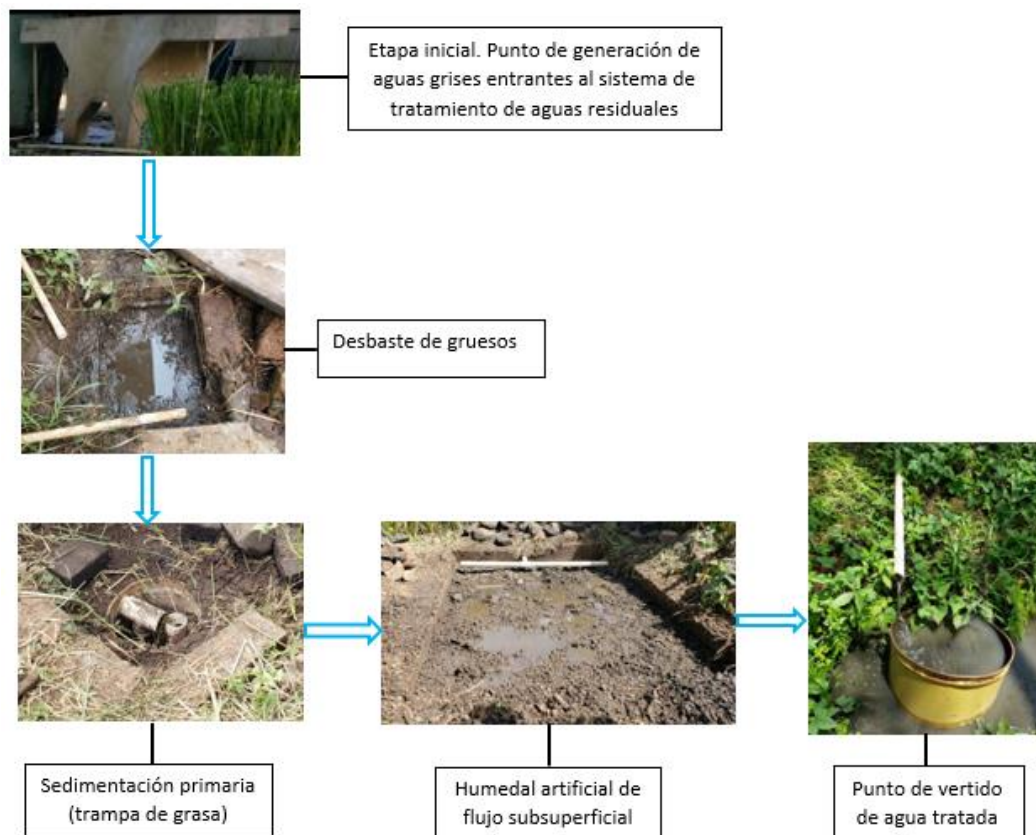 Etapa inicial. Punto de generación de
aguas grises entrantes al sistema de
tratamiento de aguas residuales
Desbaste de gruesos
Sedimentación primaria
(trampa de grasa)
Humedal artificial de
flujo subsuperficial
Punto de vertido
de agua tratada